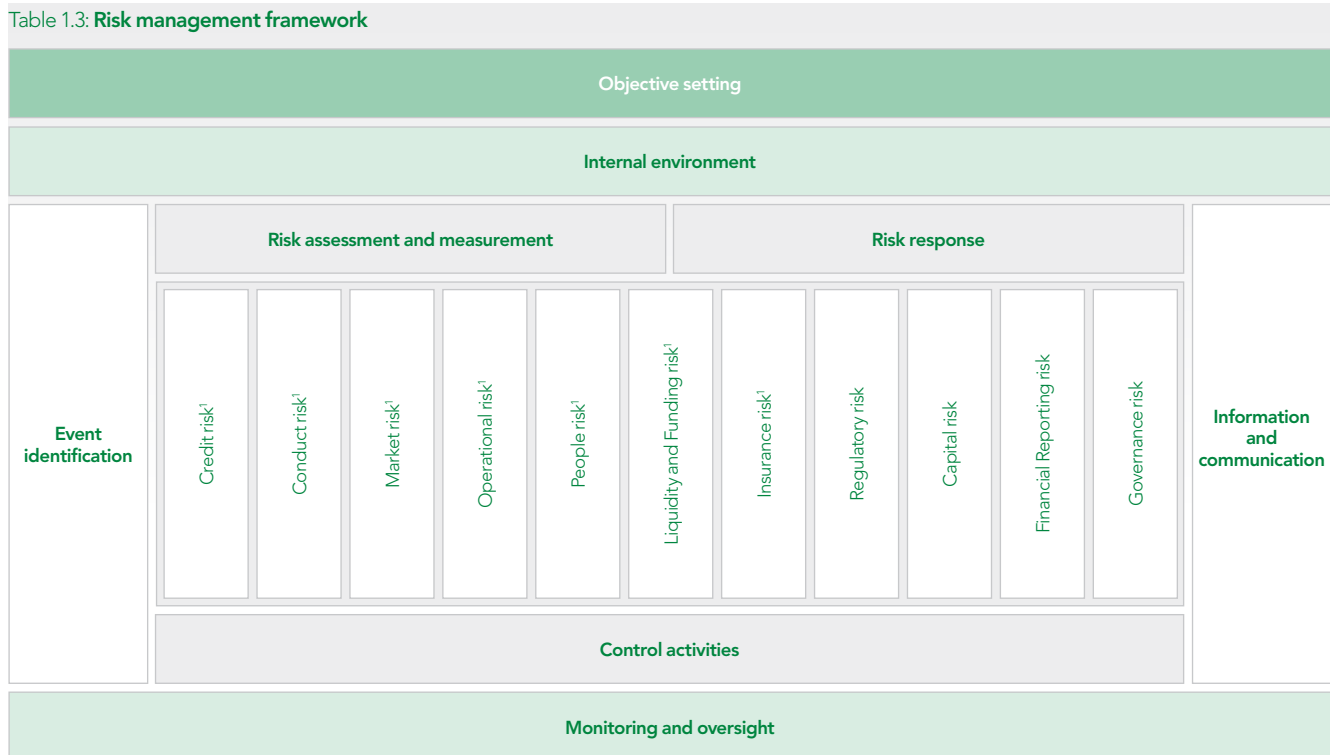 Table 1.3: Risk management framework
Objective setting
Internal environment
Risk assessment and measurement
Risk response
Event
identification
Credit risk¹
Conduct risk¹
Market risk¹
Operational risk¹
People risk¹
Liquidity and Funding risk¹
Insurance risk¹
Regulatory risk
Capital risk
Financial Reporting risk
Governance risk
Information
and
communication
Control activities
Monitoring and oversight